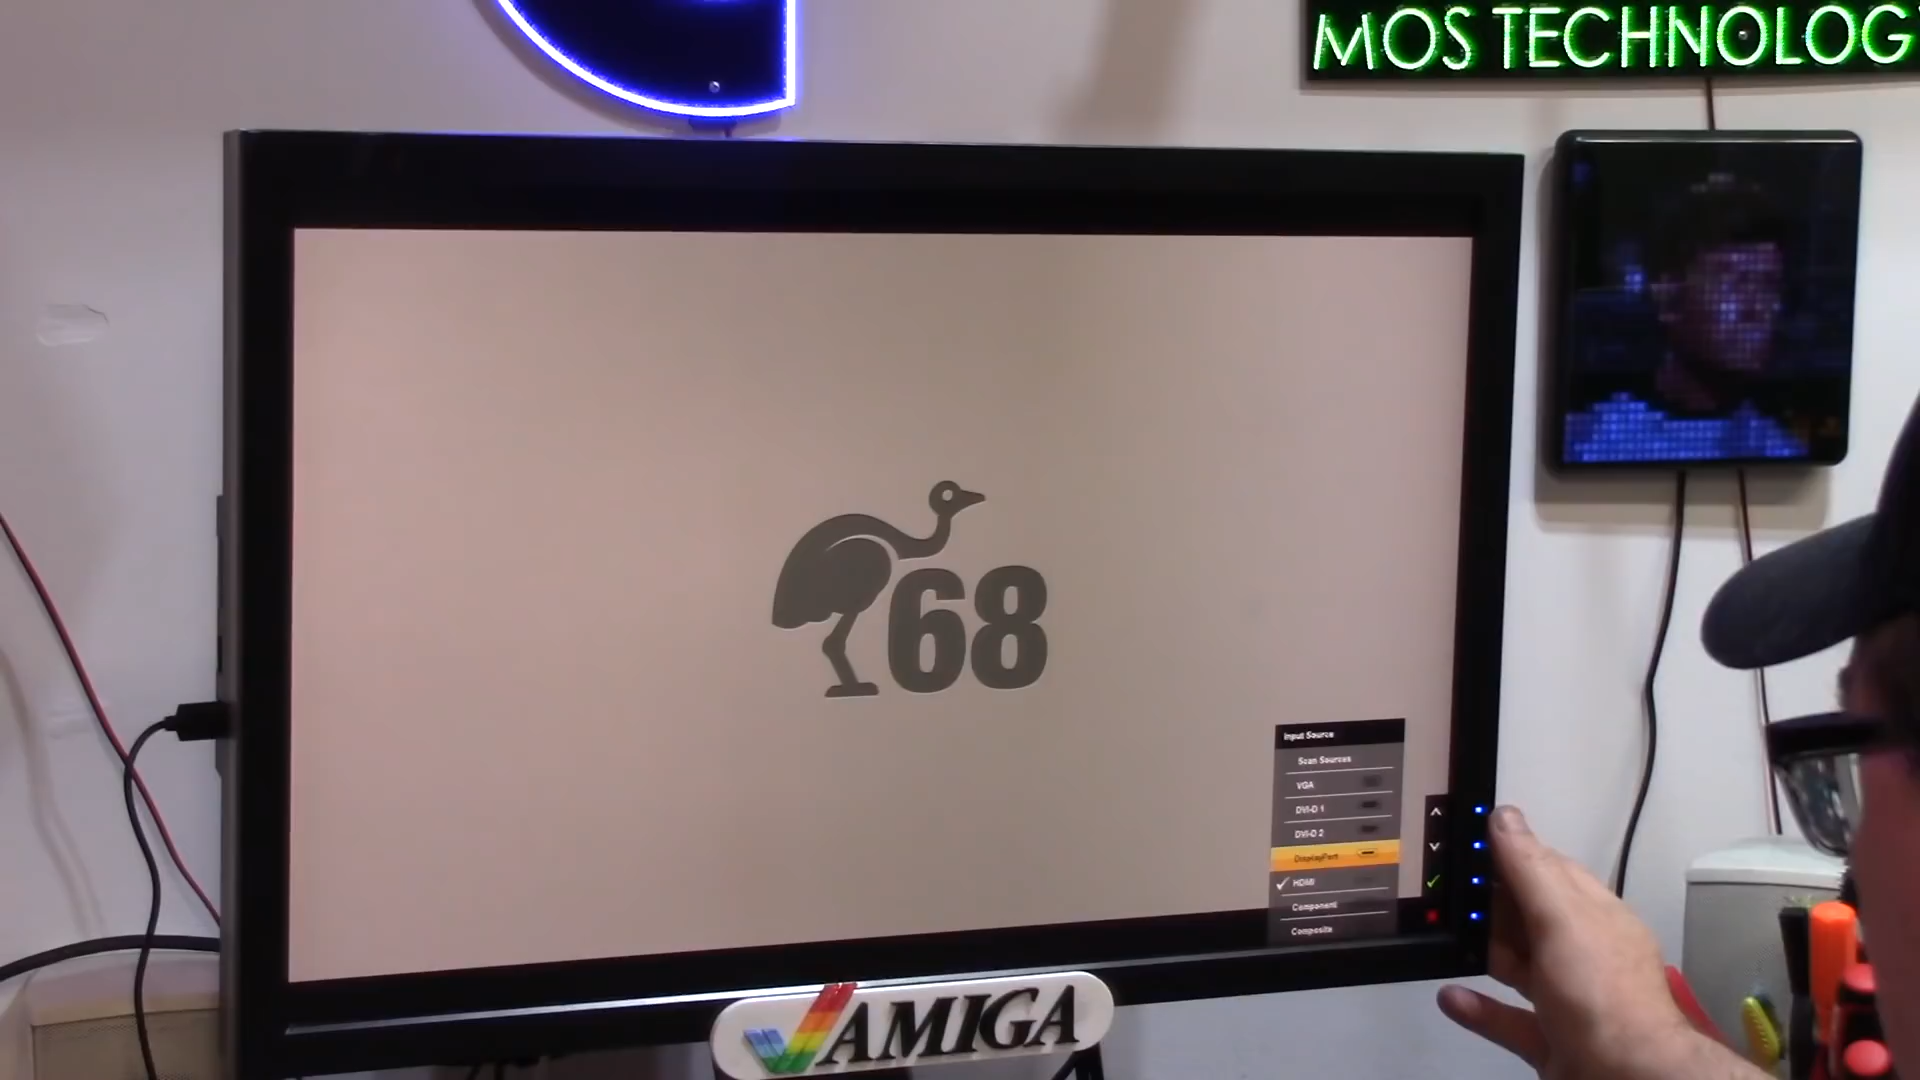 MOS TECHNOLOG
68
Input Source
Scan Sources
VGA
DVI-D 1
DVI-D 2
DisplayPort
HDMI
Component
Composite
AMIGA